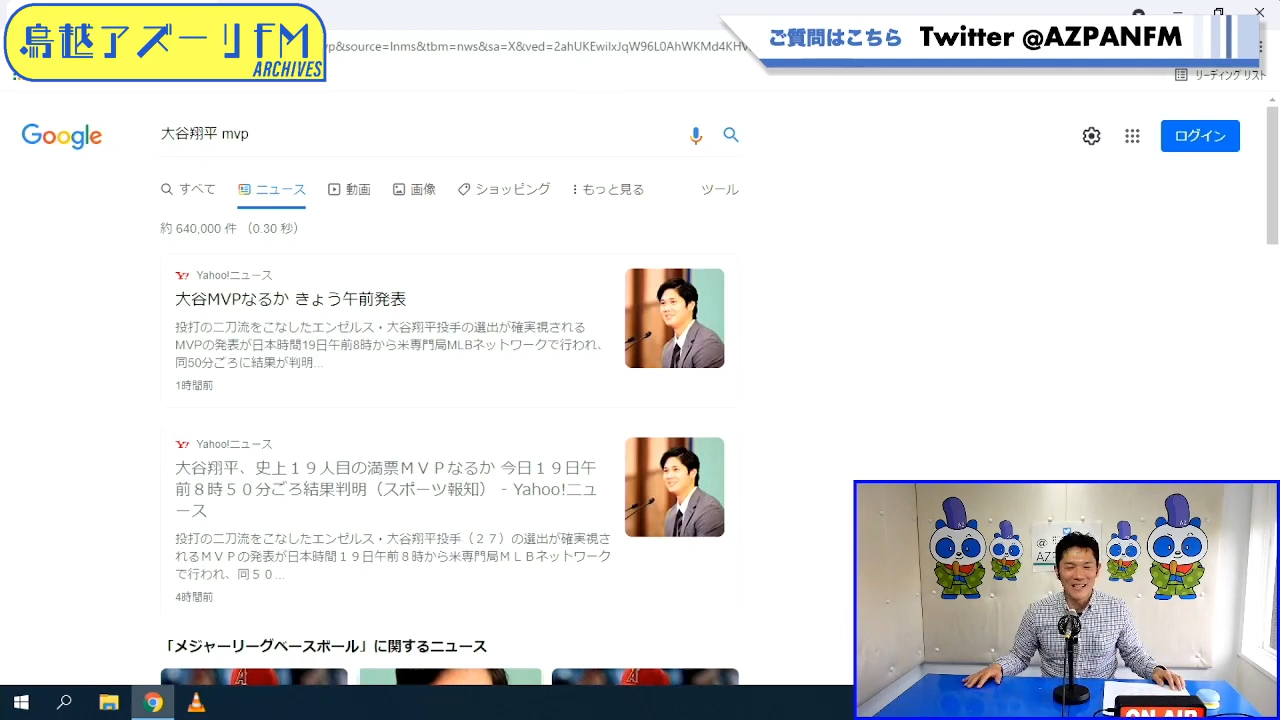 鳥越アズーリFM
ARCHIVES
vp&source=lnms&tbm=nws&sa=X&ved=2ahUKEwiIxJqW96L0AhWKMd4KHV
ご質問はこちら Twitter @AZPANFM
リーディング リスト
Google
大谷翔平 mvp
ログイン
すべて ニュース 動画 画像 ショッピング もっと見る ツール
約 640,000 件 （0.30 秒）
Yahoo!ニュース
大谷MVPなるか きょう午前発表
投打の二刀流をこなしたエンゼルス・大谷翔平投手の選出が確実視される
MVPの発表が日本時間19日午前8時から米専門局MLBネットワークで行われ、
同50分ごろに結果が判明...
1時間前
Yahoo!ニュース
大谷翔平、史上１９人目の満票ＭＶＰなるか 今日１９日午
前８時５０分ごろ結果判明（スポーツ報知） - Yahoo!ニュ
ース
投打の二刀流をこなしたエンゼルス・大谷翔平投手（２７）の選出が確実視さ
れるＭＶＰの発表が日本時間１９日午前８時から米専門局ＭＬＢネットワーク
で行われ、同５０...
4時間前
「メジャーリーグベースボール」に関するニュース
ON AIR